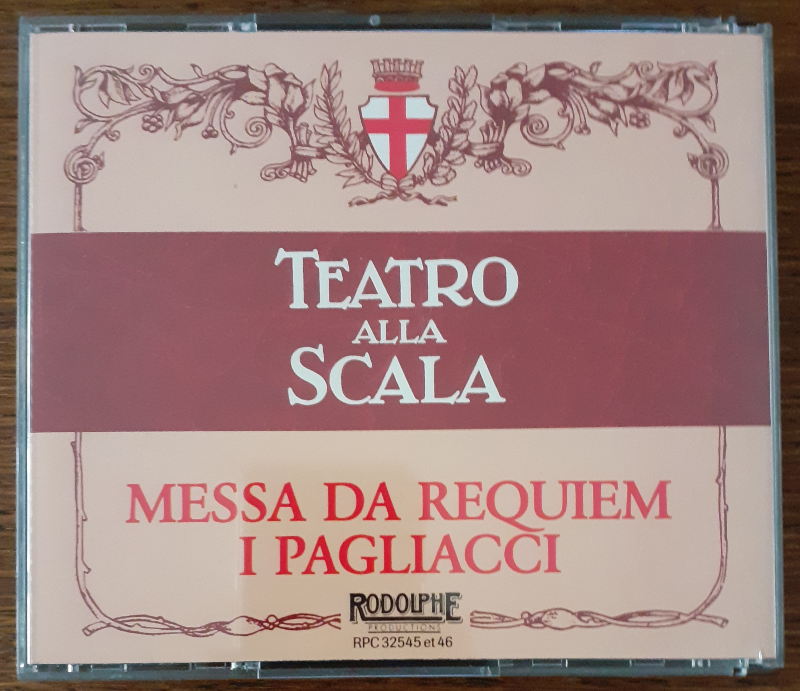 TEATRO
ALLA
SCALA
MESSA DA REQUIEM
I PAGLIACCI
RODOLPHE
PRODUCTIONS
RPC 32545 et 46